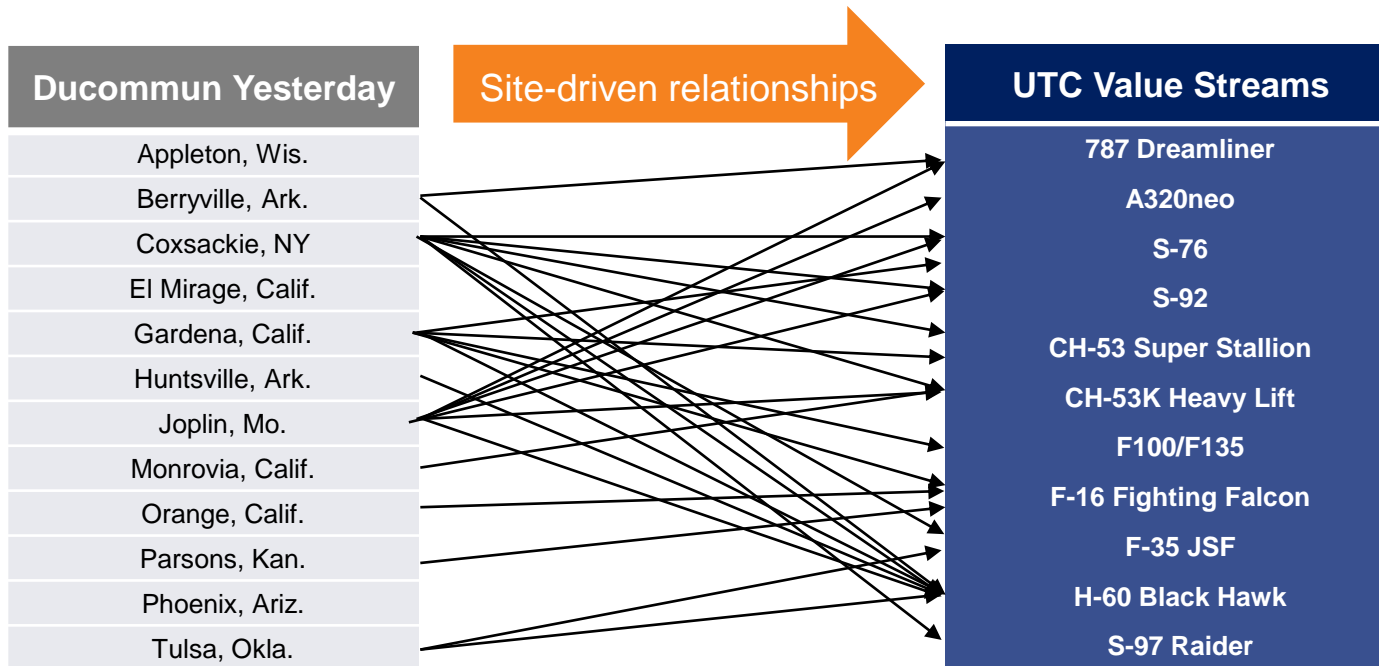 Ducommun Yesterday
Site-driven relationships
UTC Value Streams
Appleton, Wis.
Berryville, Ark.
Coxsackie, NY
El Mirage, Calif.
Gardena, Calif.
Huntsville, Ark.
Joplin, Mo.
Monrovia, Calif.
Orange, Calif.
Parsons, Kan.
Phoenix, Ariz.
Tulsa, Okla.
787 Dreamliner
A320neo
S-76
S-92
CH-53 Super Stallion
CH-53K Heavy Lift
F100/F135
F-16 Fighting Falcon
F-35 JSF
H-60 Black Hawk
S-97 Raider